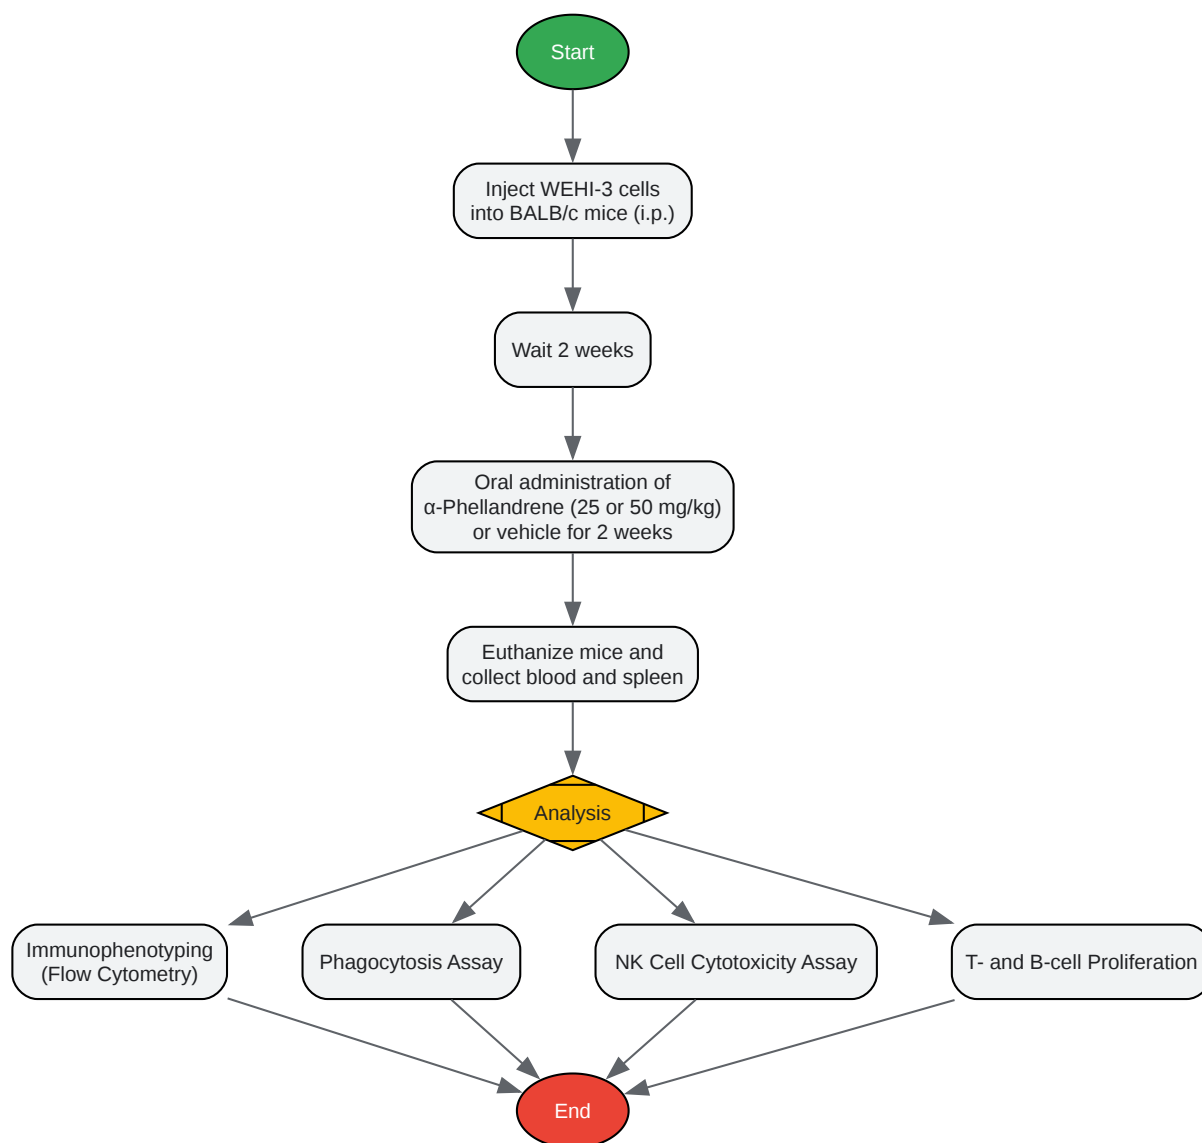 Start
Inject WEHI-3 cells
into BALB/c mice (i.p.)
Wait 2 weeks
Oral administration of
α-Phellandrene (25 or 50 mg/kg)
or vehicle for 2 weeks
Euthanize mice and
collect blood and spleen
Analysis
Immunophenotyping
(Flow Cytometry)
Phagocytosis Assay
NK Cell Cytotoxicity Assay
T- and B-cell Proliferation
End